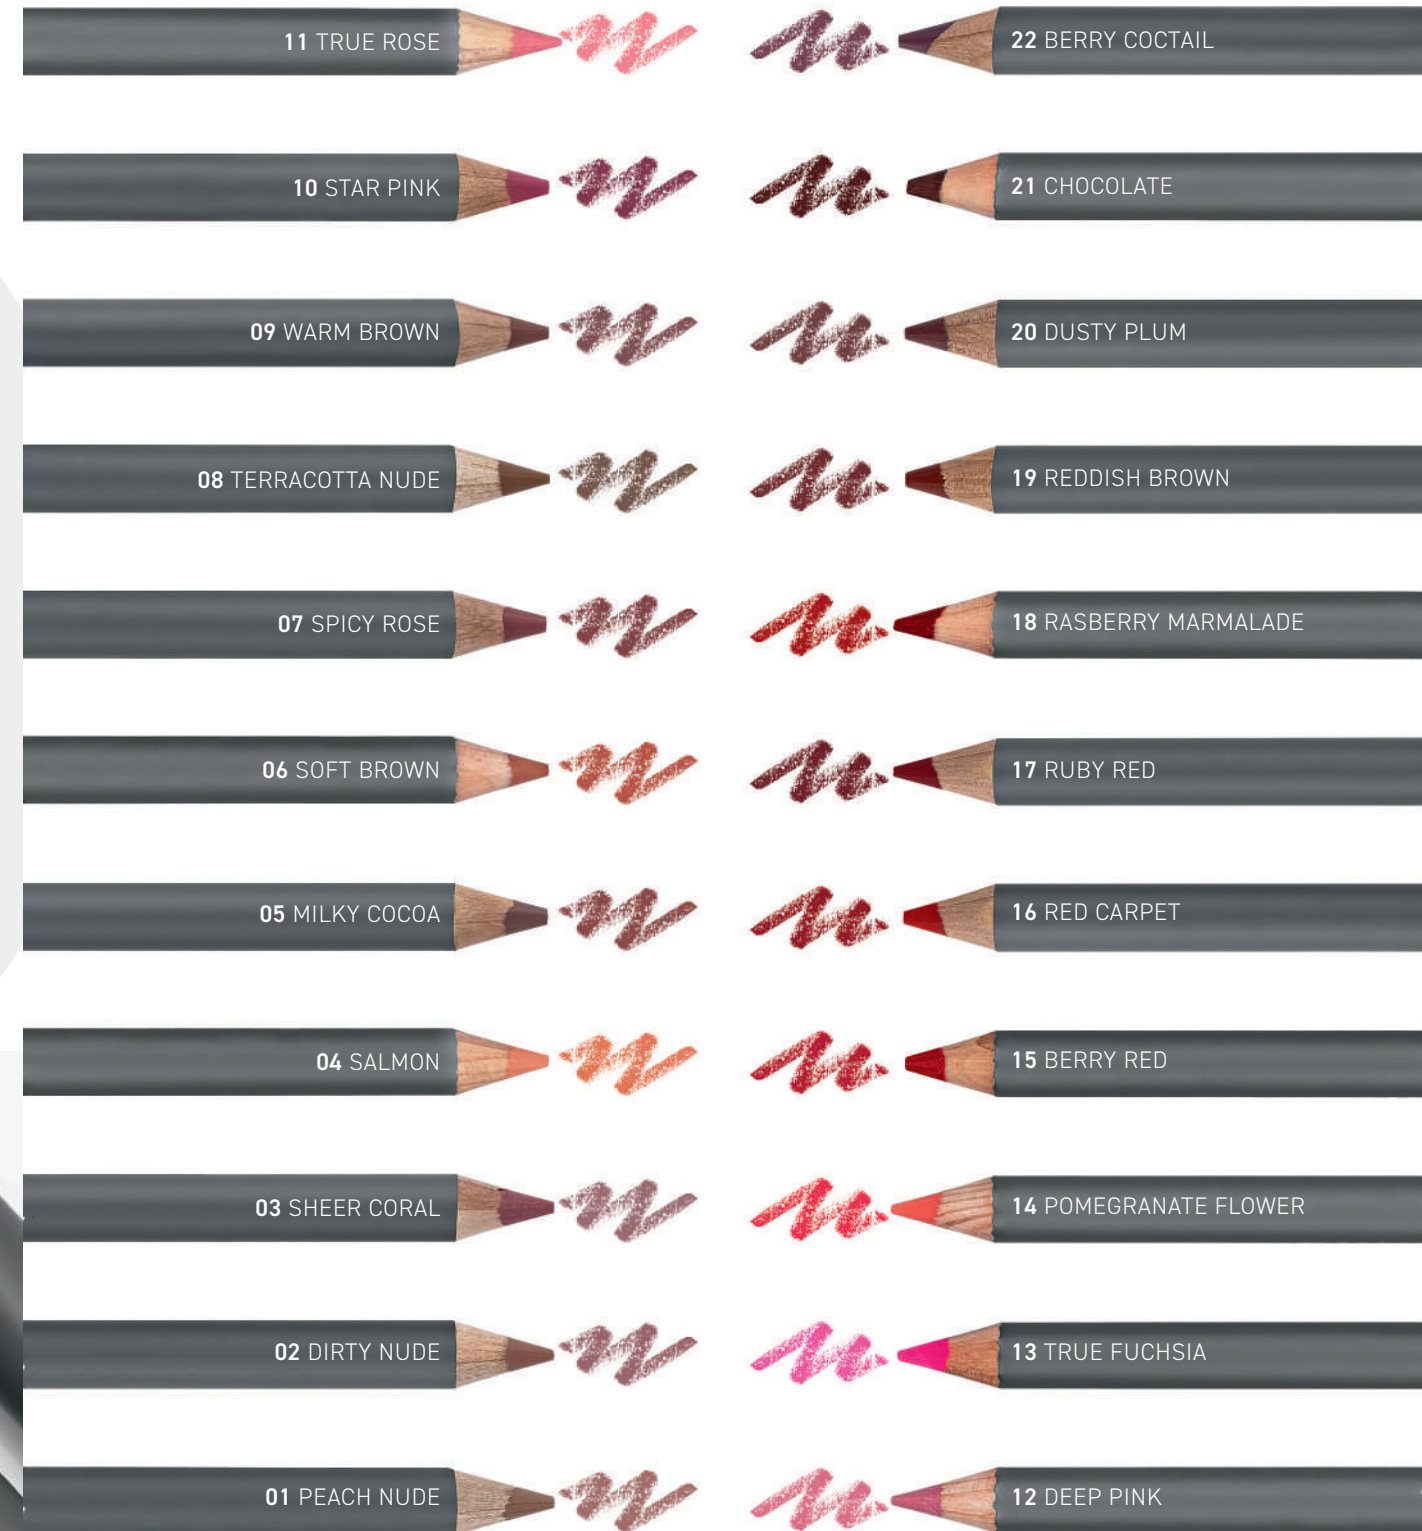 11 TRUE ROSE
10 STAR PINK
09 WARM BROWN
08 TERRACOTTA NUDE
07 SPICY ROSE
06 SOFT BROWN
05 MILKY COCOA
04 SALMON
03 SHEER CORAL
02 DIRTY NUDE
01 PEACH NUDE
22 BERRY COCTAIL
21 CHOCOLATE
20 DUSTY PLUM
19 REDDISH BROWN
18 RASBERRY MARMALADE
17 RUBY RED
16 RED CARPET
15 BERRY RED
14 POMEGRANATE FLOWER
13 TRUE FUCHSIA
12 DEEP PINK